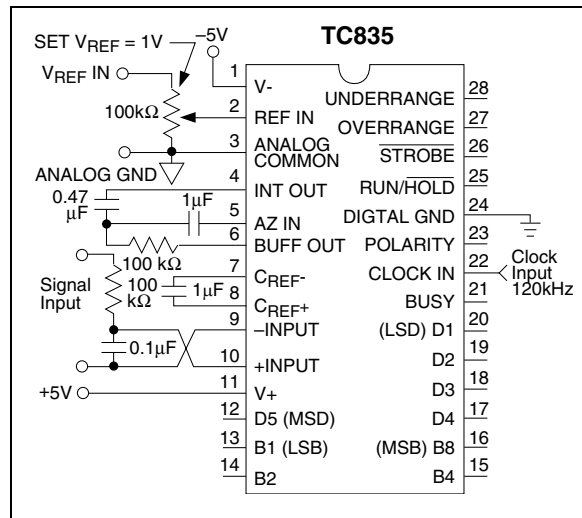 TC835
SET VREF = 1V
–5V
VREF IN
100kΩ
ANALOG GND
0.47 μF
1μF
100 kΩ
Signal Input
100 kΩ
1μF
0.1μF
+5V
1 V-
2 REF IN
3 ANALOG COMMON
4 INT OUT
5 AZ IN
6 BUFF OUT
7 CREF-
8 CREF+
9 –INPUT
10 +INPUT
11 V+
12 D5 (MSD)
13 B1 (LSB)
14 B2
UNDERRANGE 28
OVERRANGE 27
STROBE 26
RUN/HOLD 25
DIGTAL GND 24
POLARITY 23
CLOCK IN 22
Clock Input 120kHz
BUSY 21
(LSD) D1 20
D2 19
D3 18
D4 17
(MSB) B8 16
B4 15